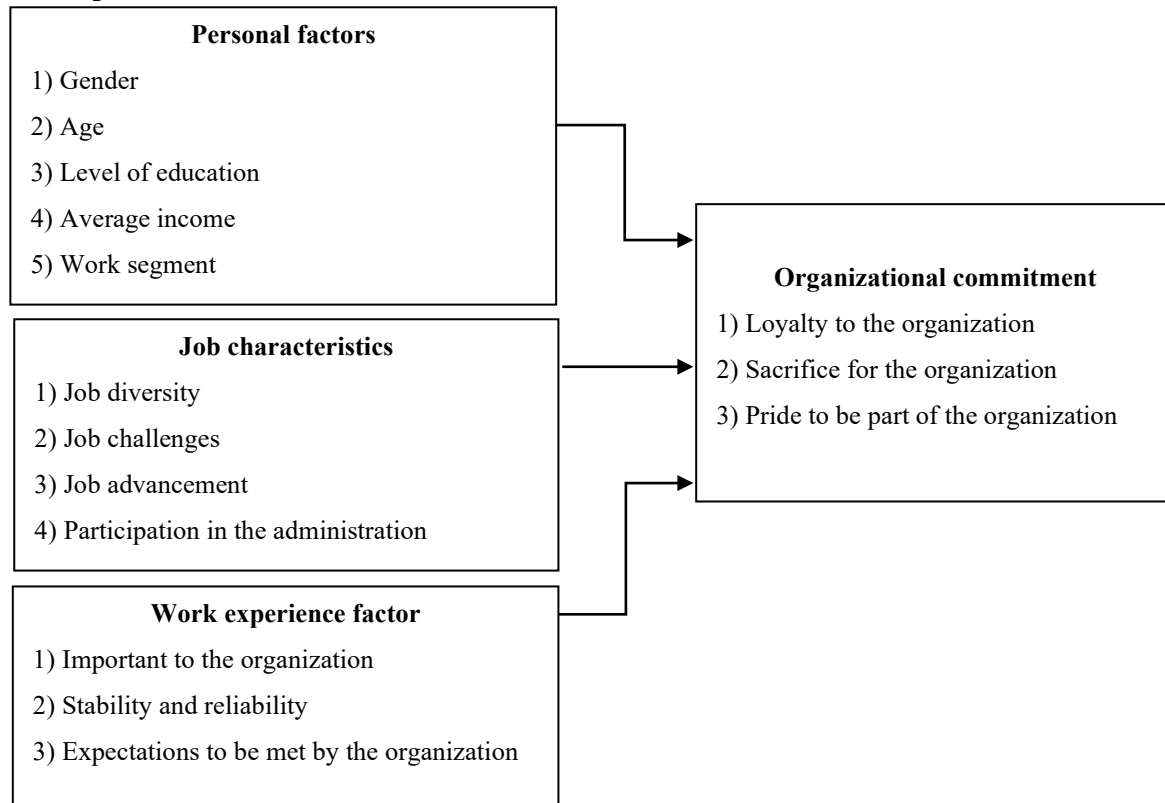 Personal factors
1) Gender
2) Age
3) Level of education
4) Average income
5) Work segment
Job characteristics
1) Job diversity
2) Job challenges
3) Job advancement
4) Participation in the administration
Work experience factor
1) Important to the organization
2) Stability and reliability
3) Expectations to be met by the organization
Organizational commitment
1) Loyalty to the organization
2) Sacrifice for the organization
3) Pride to be part of the organization